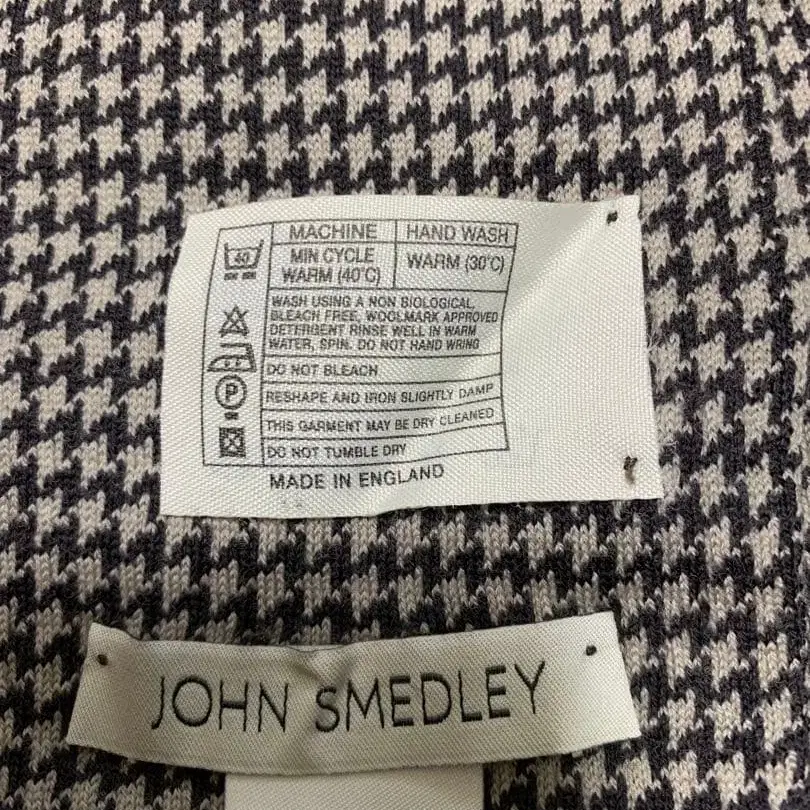 MACHINE HAND WASH
40 MIN CYCLE WARM (30°C)
WARM (40°C)
WASH USING A NON BIOLOGICAL,
BLEACH FREE, WOOLMARK APPROVED
DETERGENT RINSE WELL IN WARM
WATER, SPIN. DO NOT HAND WRING
DO NOT BLEACH
P RESHAPE AND IRON SLIGHTLY DAMP
THIS GARMENT MAY BE DRY CLEANED
DO NOT TUMBLE DRY
MADE IN ENGLAND
JOHN SMEDLEY